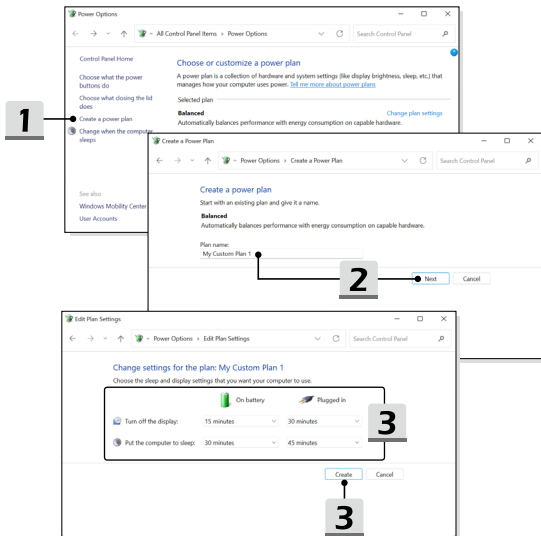 Power Options
All Control Panel Items > Power Options
Search Control Panel
Control Panel Home
Choose what the power
buttons do
Choose what closing the lid
does
Create a power plan
Change when the computer
sleeps
See also
Windows Mobility Center
User Accounts
Choose or customize a power plan
A power plan is a collection of hardware and system settings (like display brightness, sleep, etc.) that
manages how your computer uses power. Tell me more about power plans
Selected plan
Balanced
Change plan settings
Automatically balances performance with energy consumption on capable hardware.
1
Create a Power Plan
Power Options > Create a Power Plan
Search Control Panel
Create a power plan
Start with an existing plan and give it a name.
Balanced
Automatically balances performance with energy consumption on capable hardware.
Plan name:
My Custom Plan 1
2
Next
Cancel
Edit Plan Settings
Power Options > Edit Plan Settings
Search Control Panel
Change settings for the plan: My Custom Plan 1
Choose the sleep and display settings that you want your computer to use.
On battery
Plugged in
Turn off the display:
15 minutes
30 minutes
Put the computer to sleep:
30 minutes
45 minutes
3
Create
Cancel
3